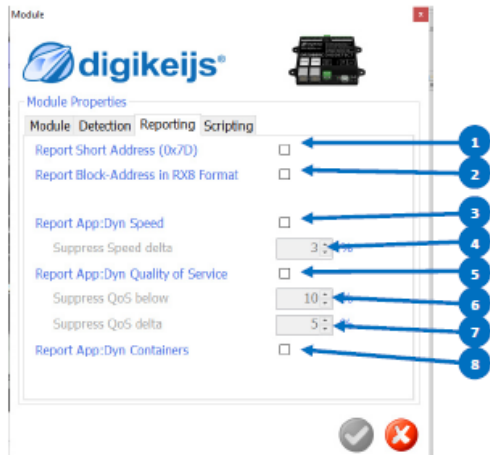 Module
digikeijs®
Module Properties
Module Detection Reporting Scripting
Report Short Address (0x7D)
1
Report Block-Address in RX8 Format
2
Report App:Dyn Speed
3
Suppress Speed delta 3 %
4
Report App:Dyn Quality of Service
5
Suppress QoS below 10 %
6
Suppress QoS delta 5 %
7
Report App:Dyn Containers
8